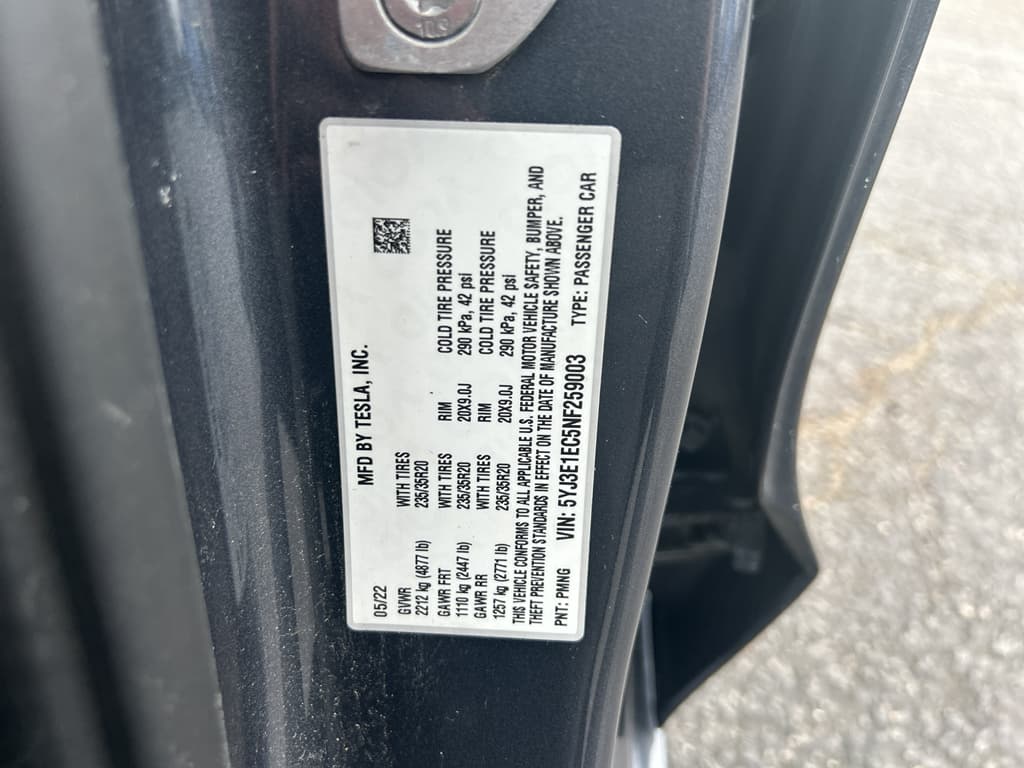 119
MFD BY TESLA, INC.
05/22
GVWR WITH TIRES
2212 kg (4877 lb) 235/35R20
GAWR FRT WITH TIRES RIM COLD TIRE PRESSURE
1110 kg (2447 lb) 235/35R20 20X9.0J 290 kPa, 42 psi
GAWR RR WITH TIRES RIM COLD TIRE PRESSURE
1257 kg (2771 lb) 235/35R20 20X9.0J 290 kPa, 42 psi
THIS VEHICLE CONFORMS TO ALL APPLICABLE U.S. FEDERAL MOTOR VEHICLE SAFETY, BUMPER, AND
THEFT PREVENTION STANDARDS IN EFFECT ON THE DATE OF MANUFACTURE SHOWN ABOVE.
PNT: PMNG VIN: 5YJ3E1EC5NF259003 TYPE: PASSENGER CAR